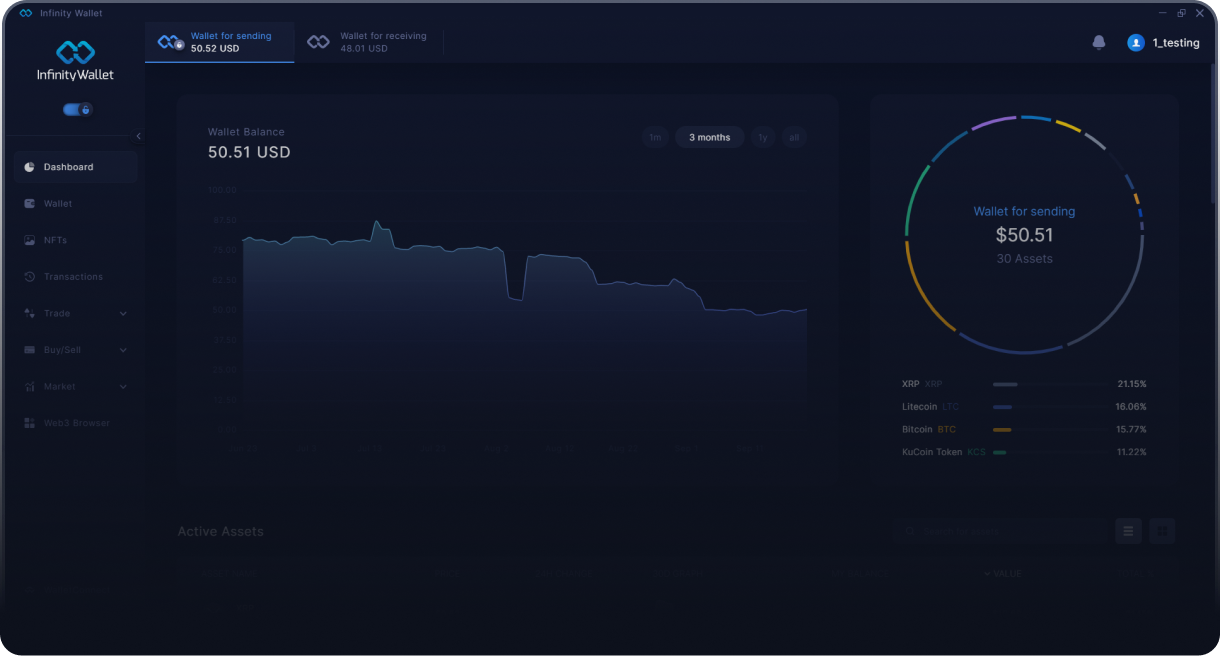 Infinity Wallet
InfinityWallet
Wallet for sending
50.52 USD
Wallet for receiving
48.01 USD
1_testing
Dashboard
Wallet
NFTs
Transactions
Trade
Buy/Sell
Market
Web3 Browser
Wallet Balance
50.51 USD
1m
3 months
1y
all
100.00
87.50
75.00
62.50
50.00
37.50
25.00
Wallet for sending
$50.51
30 Assets
XRP XRP 21.15%
Litecoin LTC 16.06%
Bitcoin BTC 15.77%
KuCoin Token KCS 11.22%
Active Assets
VALUE